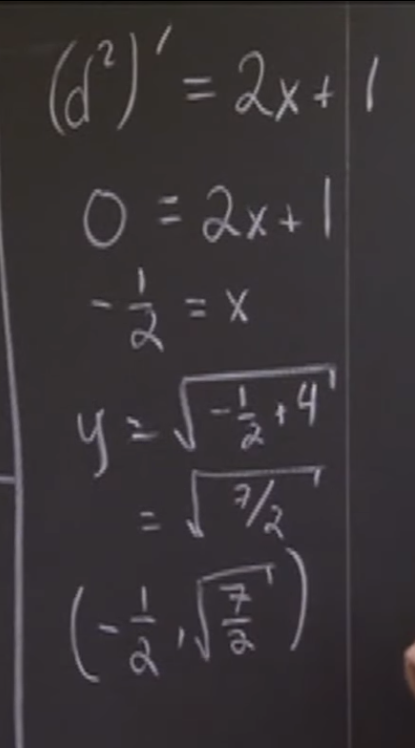 (d²)' = 2x + 1
0 = 2x + 1
-1/2 = x
y = √(-1/2 + 4)
= √(7/2)
(-1/2, √(7/2))